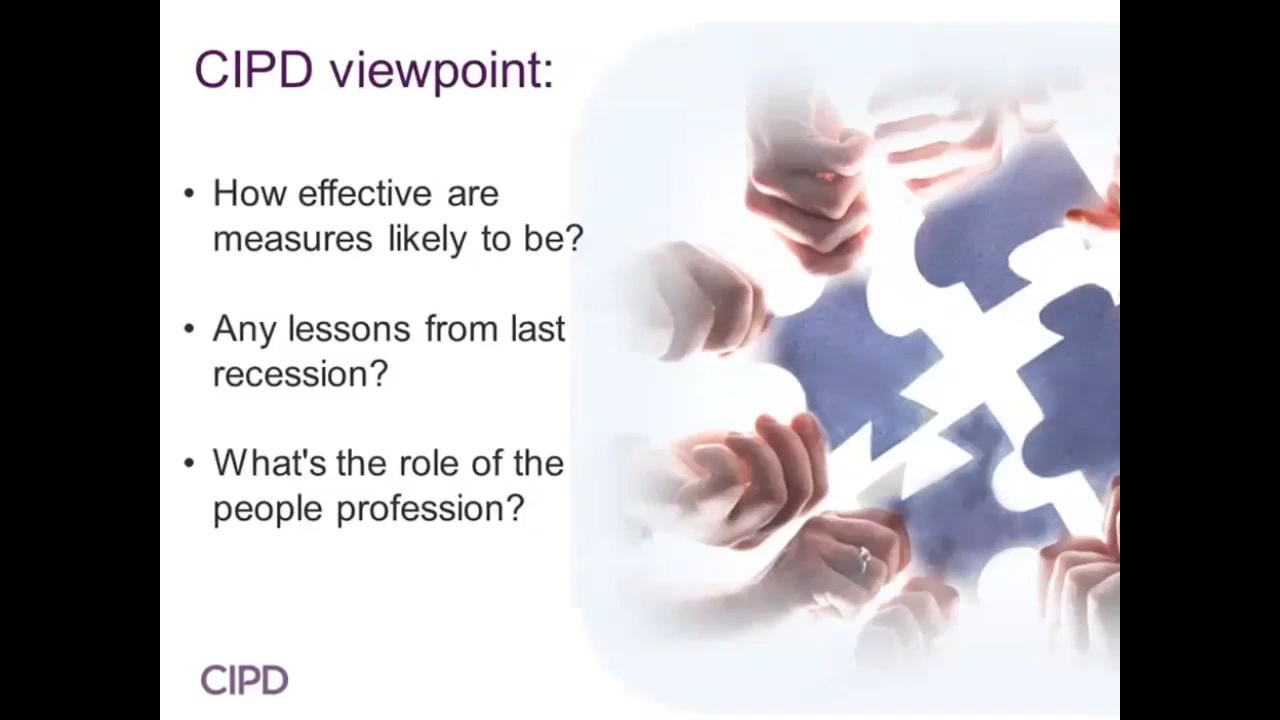 CIPD viewpoint:
• How effective are
measures likely to be?
• Any lessons from last
recession?
• What's the role of the
people profession?
CIPD